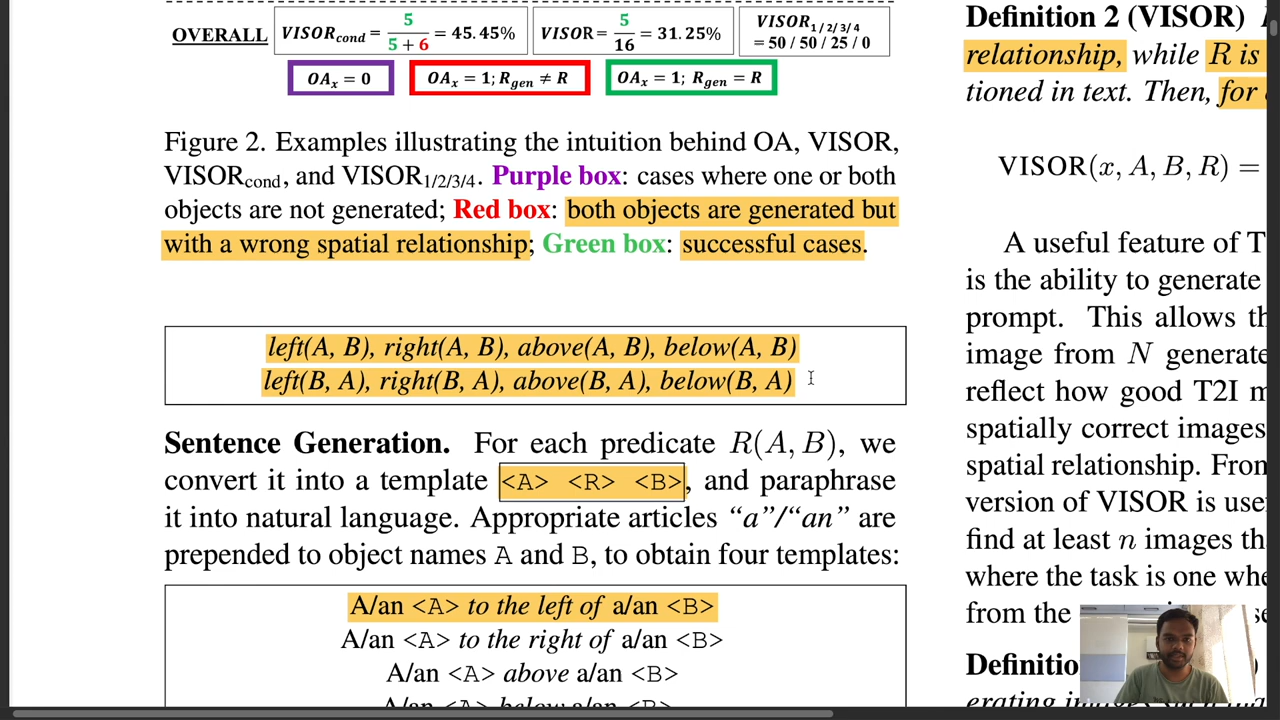 OVERALL
VISOR_cond = 5 / 5 + 6 = 45.45%
VISOR = 5 / 16 = 31.25%
VISOR_1/2/3/4 = 50 / 50 / 25 / 0
OA_x = 0
OA_x = 1; R_gen ≠ R
OA_x = 1; R_gen = R
Figure 2. Examples illustrating the intuition behind OA, VISOR,
VISOR_cond, and VISOR_1/2/3/4. Purple box: cases where one or both
objects are not generated; Red box: both objects are generated but
with a wrong spatial relationship; Green box: successful cases.
left(A, B), right(A, B), above(A, B), below(A, B)
left(B, A), right(B, A), above(B, A), below(B, A)
Sentence Generation. For each predicate R(A, B), we
convert it into a template <A> <R> <B>, and paraphrase
it into natural language. Appropriate articles “a”/“an” are
prepended to object names A and B, to obtain four templates:
A/an <A> to the left of a/an <B>
A/an <A> to the right of a/an <B>
A/an <A> above a/an <B>
A/an <A> below a/an <B>
Definition 2 (VISOR)
relationship, while R is
tioned in text. Then, for
VISOR(x, A, B, R) =
A useful feature of T
is the ability to generate
prompt. This allows th
image from N generate
reflect how good T2I m
spatially correct images
spatial relationship. From
version of VISOR is use
find at least n images th
where the task is one whe
from the
Definitio
erating images